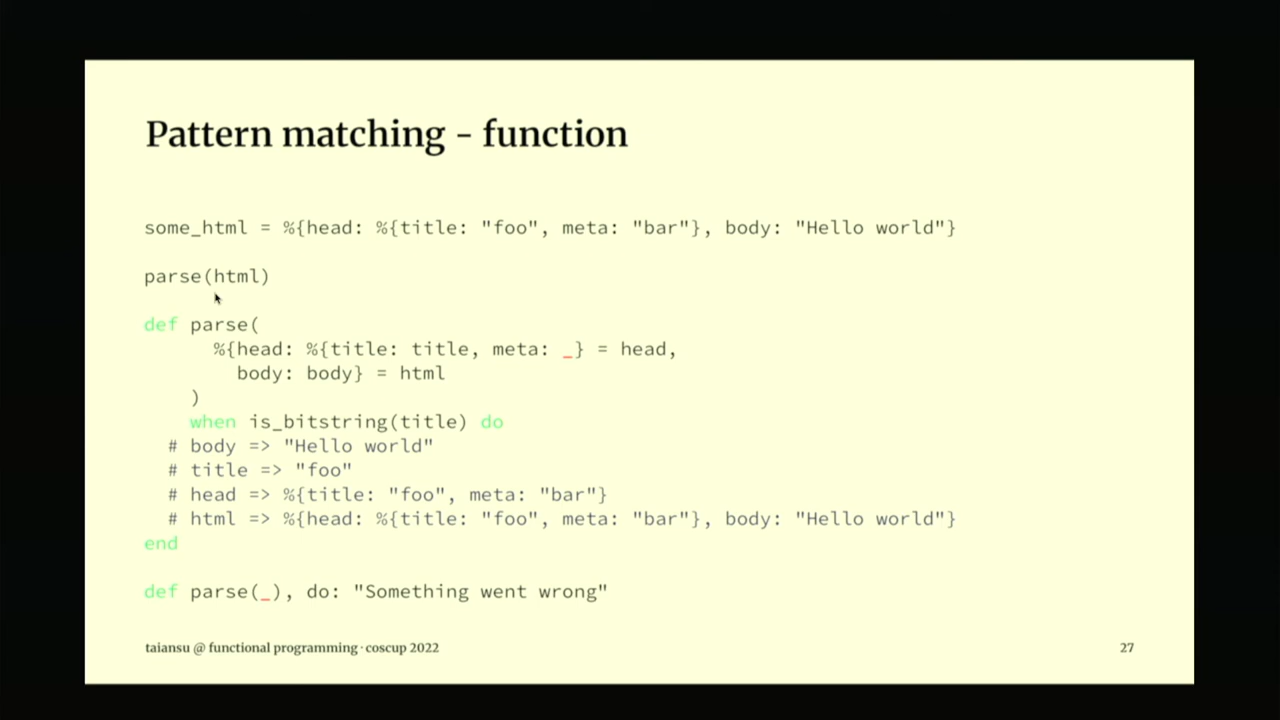 Pattern matching - function
some_html = %{head: %{title: "foo", meta: "bar"}, body: "Hello world"}
parse(html)
def parse(
%{head: %{title: title, meta: _} = head,
body: body} = html
)
when is_bitstring(title) do
# body => "Hello world"
# title => "foo"
# head => %{title: "foo", meta: "bar"}
# html => %{head: %{title: "foo", meta: "bar"}, body: "Hello world"}
end
def parse(_), do: "Something went wrong"
taiansu @ functional programming · coscup 2022
27